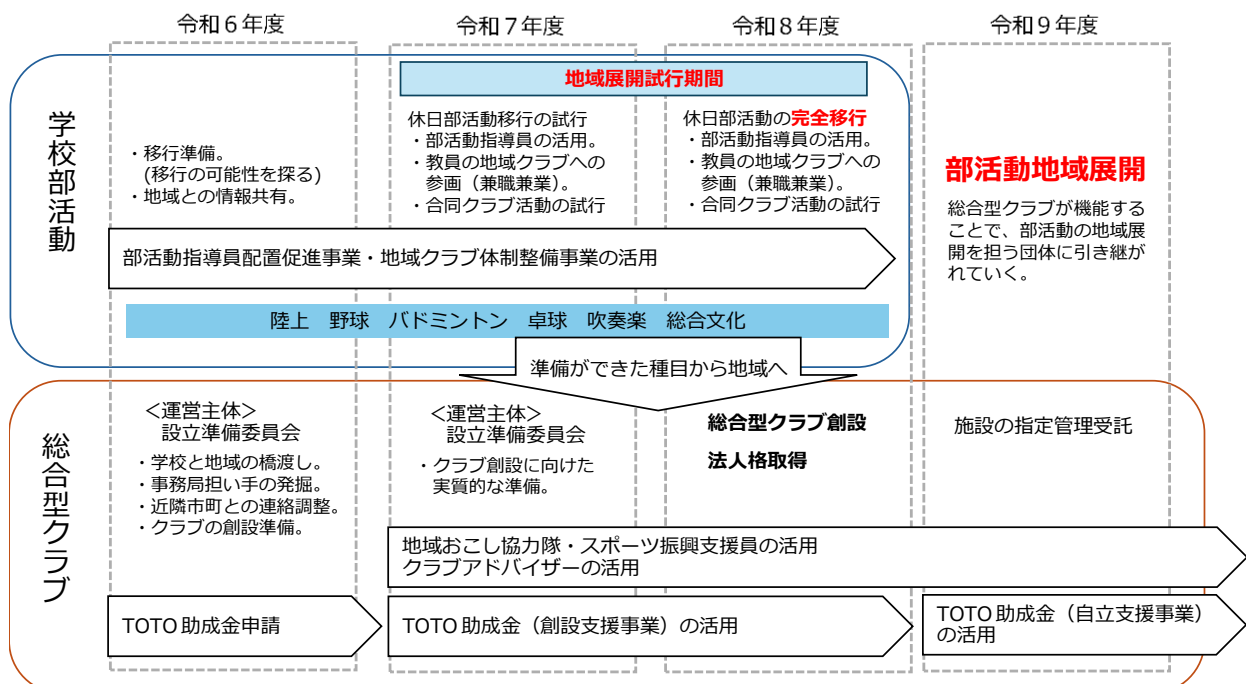 令和６年度
令和７年度
令和８年度
令和９年度
学校部活動
地域展開試行期間
・移行準備。
(移行の可能性を探る)
・地域との情報共有。
休日部活動移行の試行
・部活動指導員の活用。
・教員の地域クラブへの
参画（兼職兼業）。
・合同クラブ活動の試行
休日部活動の完全移行
・部活動指導員の活用。
・教員の地域クラブへの
参画（兼職兼業）。
・合同クラブ活動の試行
部活動地域展開
総合型クラブが機能する
ことで、部活動の地域展
開を担う団体に引き継が
れていく。
部活動指導員配置促進事業・地域クラブ体制整備事業の活用
陸上　野球　バドミントン　卓球　吹奏楽　総合文化
準備ができた種目から地域へ
総合型クラブ
＜運営主体＞
設立準備委員会
・学校と地域の橋渡し。
・事務局担い手の発掘。
・近隣市町との連絡調整。
・クラブの創設準備。
＜運営主体＞
設立準備委員会
・クラブ創設に向けた
実質的な準備。
総合型クラブ創設
法人格取得
施設の指定管理受託
地域おこし協力隊・スポーツ振興支援員の活用
クラブアドバイザーの活用
TOTO助成金申請
TOTO助成金（創設支援事業）の活用
TOTO助成金（自立支援事業）
の活用